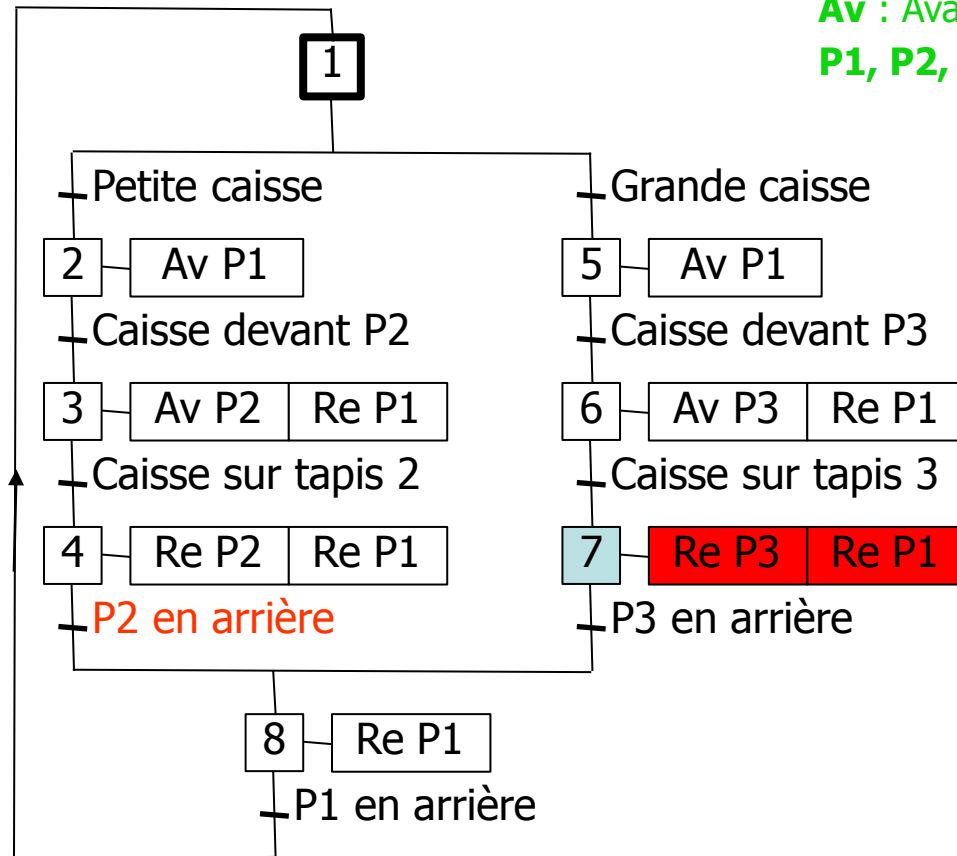 Av : Ava
P1, P2,
1
Petite caisse
Grande caisse
2 Av P1
5 Av P1
Caisse devant P2
Caisse devant P3
3 Av P2 Re P1
6 Av P3 Re P1
Caisse sur tapis 2
Caisse sur tapis 3
4 Re P2 Re P1
7 Re P3 Re P1
P2 en arrière
P3 en arrière
8 Re P1
P1 en arrière